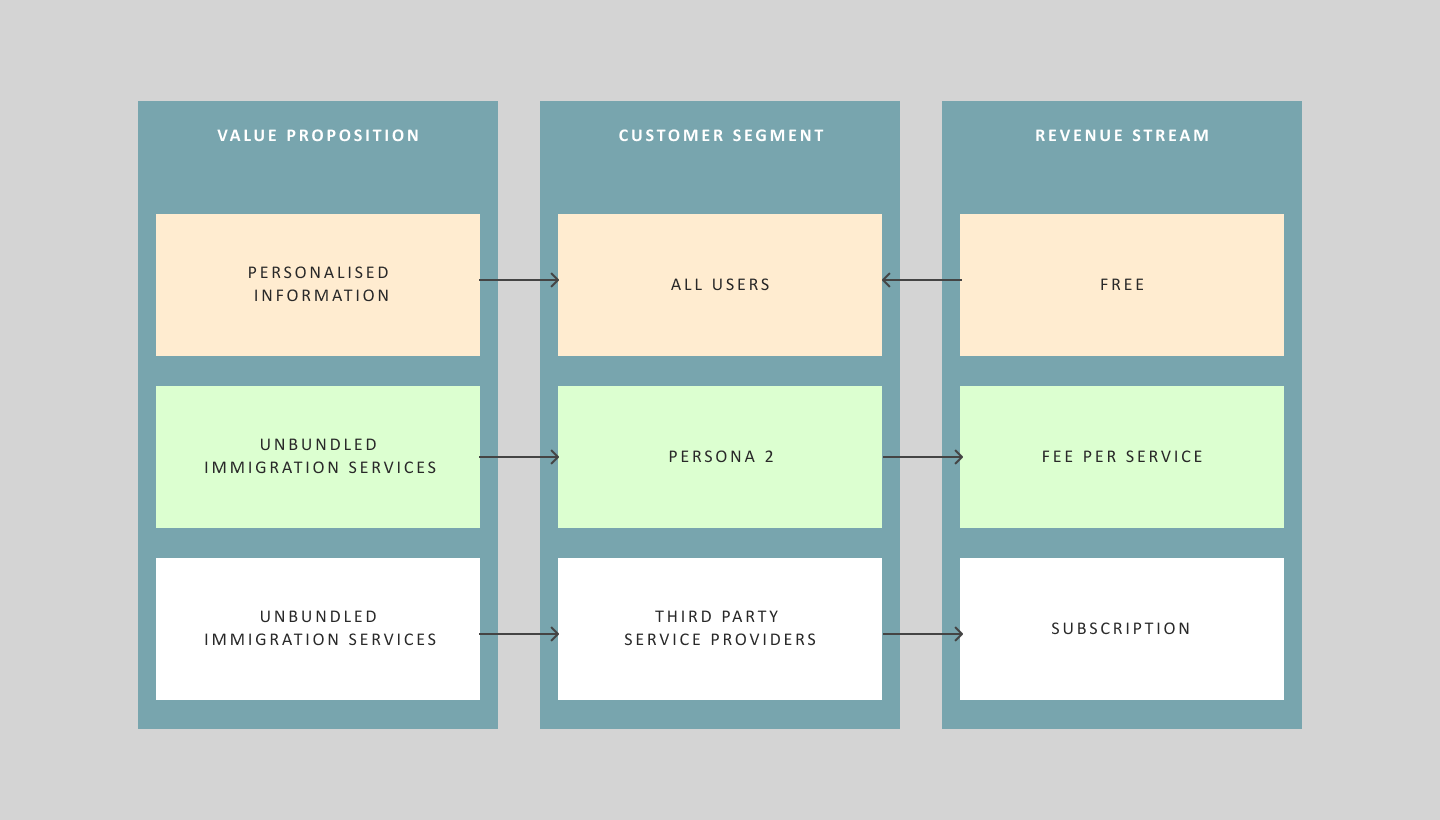 VALUE PROPOSITION
CUSTOMER SEGMENT
REVENUE STREAM
PERSONALISED
INFORMATION
ALL USERS
FREE
UNBUNDLED
IMMIGRATION SERVICES
PERSONA 2
FEE PER SERVICE
UNBUNDLED
IMMIGRATION SERVICES
THIRD PARTY
SERVICE PROVIDERS
SUBSCRIPTION